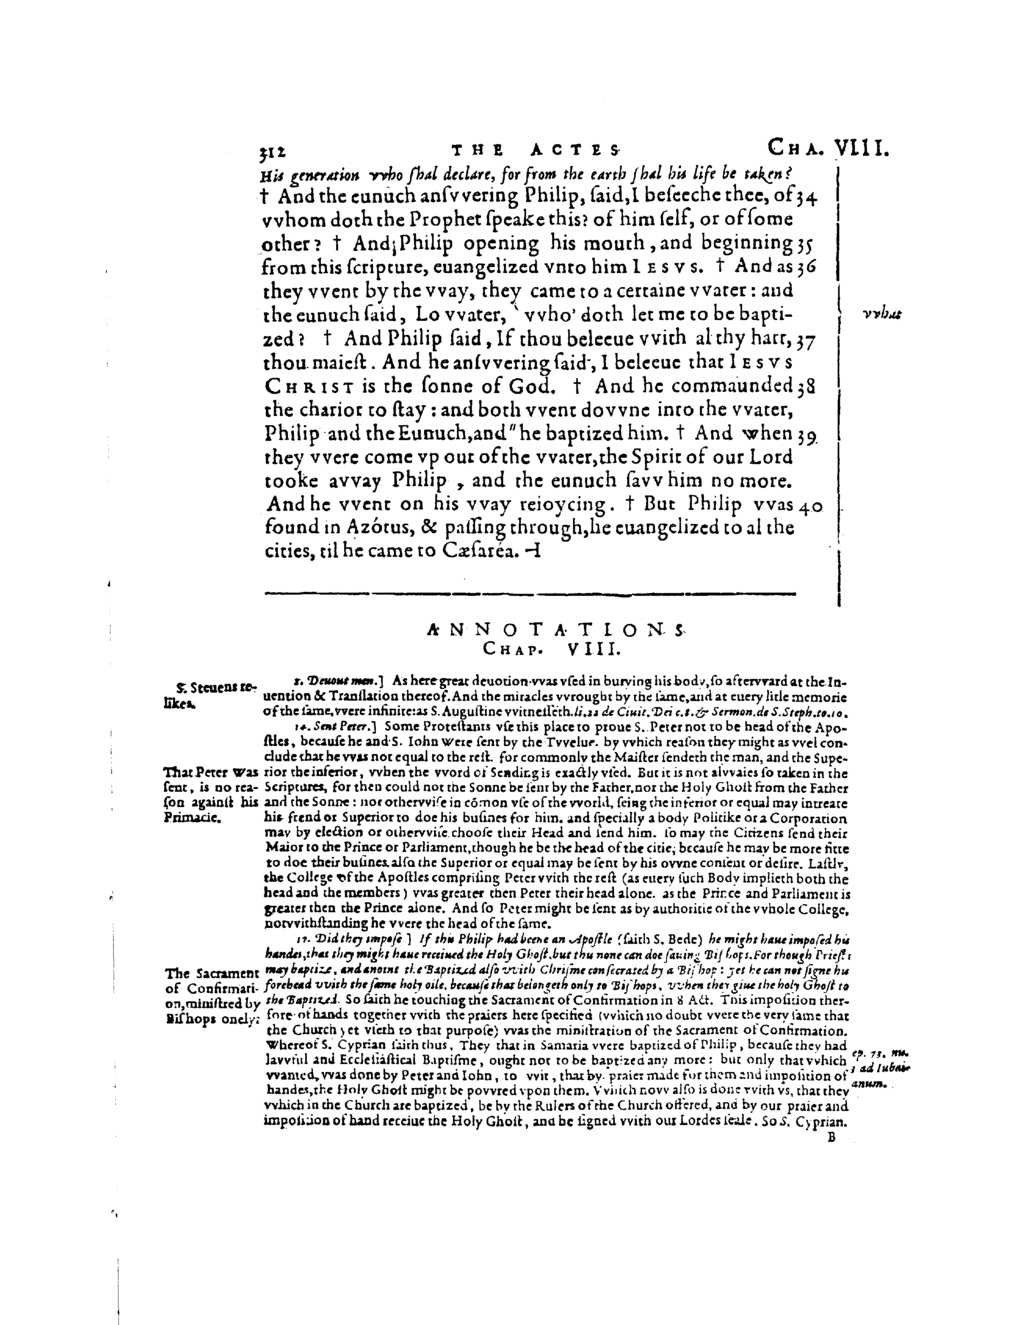 312 THE ACTES CHA. VIII.
His generation vvho ſhal declare, for from the earth ſhal his life be taken?
† And the eunuch anſvvering Philip, ſaid, I beſeeche thee, of 34
vvhom doth the Prophet ſpeake this? of him ſelf, or of ſome
other? † And Philip opening his mouth, and beginning 35
from this ſcripture, euangelized vnto him IESVS. † And as 36
they vvent by the vvay, they came to a certaine vvater: and
the eunuch ſaid, Lo vvater, ‵ vvho’ doth let me to be bapti-
vvhat
zed? † And Philip ſaid, If thou beleeue vvith al thy hart, 37
thou maieſt. And he anſvvering ſaid, I beleeue that IESVS
CHRIST is the ſonne of God. † And he commaunded 38
the chariot to ſtay: and both vvent dovvne into the vvater,
Philip and the Eunuch, and "he baptized him. † And when 39
they vvere come vp out of the vvater, the Spirit of our Lord
tooke avvay Philip, and the eunuch ſavv him no more.
And he vvent on his vvay reioycing. † But Philip vvas 40
found in Azótus, & paſſing through, he euangelized to al the
cities, til he came to Cæſaréa. ⊣
ANNOTATIONS
CHAP. VIII.
S. Steuens re-
likes.
2. Deuout men.] As here great deuotion vvas vſed in burying his body, ſo aftervvard at the In-
uention & Tranſlation thereof. And the miracles vvrought by the ſame, and at euery litle memorie
of the ſame, vvere infinite: as S. Auguſtine vvitneſſeth. li. 22 de Ciuit. Dei c. 8. & Sermon. de S. Steph. to. 10.
14. Sent Peter.] Some Proteſtants vſe this place to proue S. Peter not to be head of the Apo-
ſtles, becauſe he and S. Iohn were ſent by the Tvvelue. by vvhich reaſon they might as vvel con-
clude that he vvas not equal to the reſt. for commonly the Maiſter ſendeth the man, and the Supe-
That Peter was
ſent, is no rea-
ſon againſt his
Primacie.
rior the inferior, vvhen the vvord of Sending is exactly vſed. But it is not alvvaies ſo taken in the
Scriptures, for then could not the Sonne be ſent by the Father, nor the Holy Ghoſt from the Father
and the Sonne: nor othervviſe in cómon vſe of the vvorld, ſeing the inferior or equal may intreate
his frend or Superior to doe his buſines for him. and ſpecially a body Politike or a Corporation
may by election or othervviſe chooſe their Head and ſend him. ſo may the Citizens ſend their
Maior to the Prince or Parliament, though he be the head of the citie, becauſe he may be more fitte
to doe their buſines. alſo the Superior or equal may be ſent by his ovvne conſent or deſire. Laſtly,
the College of the Apoſtles compriſing Peter vvith the reſt (as euery ſuch Body implieth both the
head and the members) vvas greater then Peter their head alone. as the Prince and Parliament is
greater then the Prince alone. And ſo Peter might be ſent as by authoritie of the vvhole College,
notvvithſtanding he vvere the head of the ſame.
17. Did they impoſe] If this Philip had beene an Apoſtle (ſaith S. Bede) he might haue impoſed his
handes, that they might haue receiued the Holy Ghoſt. but this none can doe ſauing Biſhops. For though Prieſts
The Sacrament
of Confirmati-
on, miniſtred by
Biſhops onely.
may baptize, and anoint the Baptized alſo vvith Chriſme conſecrated by a Biſhop: yet he can not ſigne his
forehead vvith the ſame holy oile, becauſe that belongeth only to Biſhops, vvhen they giue the holy Ghoſt to
the Baptized. So ſaith he touching the Sacrament of Confirmation in 8 Act. This impoſition ther-
fore of hands together vvith the praiers here ſpecified (vvhich no doubt vvere the very ſame that
the Church yet vſeth to that purpoſe) vvas the miniſtration of the Sacrament of Confirmation.
Whereof S. Cyprian ſaith thus, They that in Samaria vvere baptized of Philip, becauſe they had
lavvful and Eccleſiaſtical Baptiſme, ought not to be baptized any more: but only that vvhich
ep. 73. nu.
3 ad Iubaia-
anum.
vvanted, vvas done by Peter and Iohn, to vvit, that by praier made for them and impoſition of
handes, the Holy Ghoſt might be povvred vpon them. Vvhich novv alſo is done vvith vs, that they
vvhich in the Church are baptized, be by the Rulers of the Church offered, and by our praier and
impoſition of hand receiue the Holy Ghoſt, and be ſigned vvith our Lordes ſeale. So S. Cyprian.
B